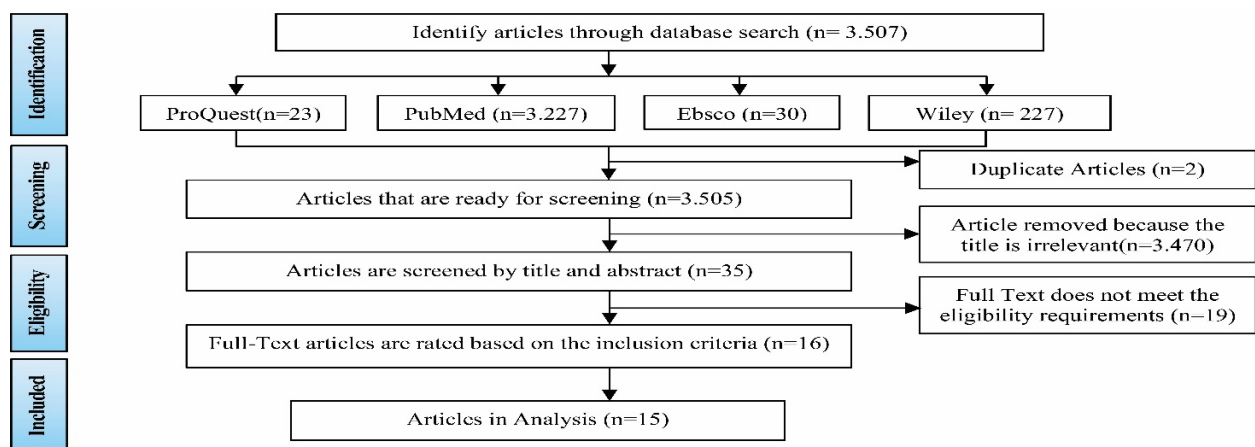 Identification
Identify articles through database search (n= 3.507)
ProQuest(n=23)
PubMed (n=3.227)
Ebsco (n=30)
Wiley (n= 227)
Screening
Duplicate Articles (n=2)
Articles that are ready for screening (n=3.505)
Article removed because the
title is irrelevant(n=3.470)
Eligibility
Articles are screened by title and abstract (n=35)
Full Text does not meet the
eligibility requirements (n=19)
Full-Text articles are rated based on the inclusion criteria (n=16)
Included
Articles in Analysis (n=15)